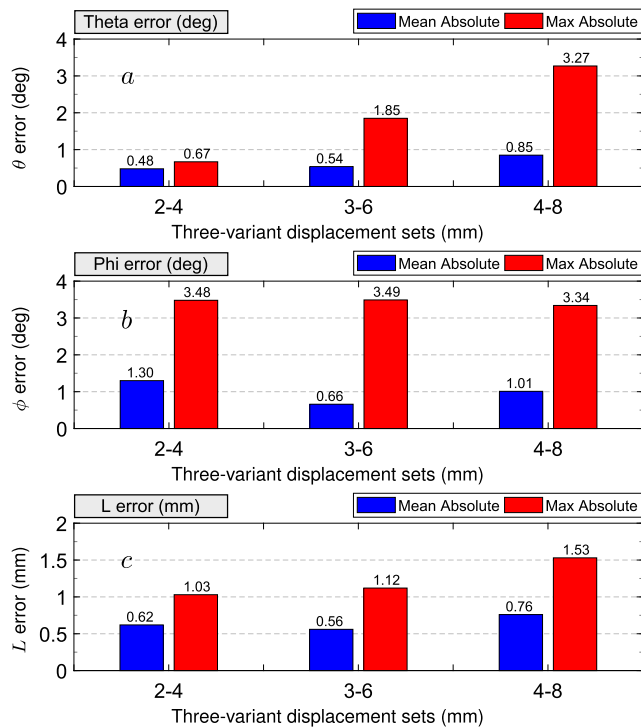 Theta error (deg)
Mean Absolute Max Absolute
a
θ error (deg)
4
3
2
1
0
0.48 0.67 0.54 1.85 0.85 3.27
2-4 3-6 4-8
Three-variant displacement sets (mm)
Phi error (deg)
Mean Absolute Max Absolute
b
ϕ error (deg)
4
3
2
1
0
1.30 3.48 0.66 3.49 1.01 3.34
2-4 3-6 4-8
Three-variant displacement sets (mm)
L error (mm)
Mean Absolute Max Absolute
c
L error (mm)
2
1.5
1
0.5
0
0.62 1.03 0.56 1.12 0.76 1.53
2-4 3-6 4-8
Three-variant displacement sets (mm)